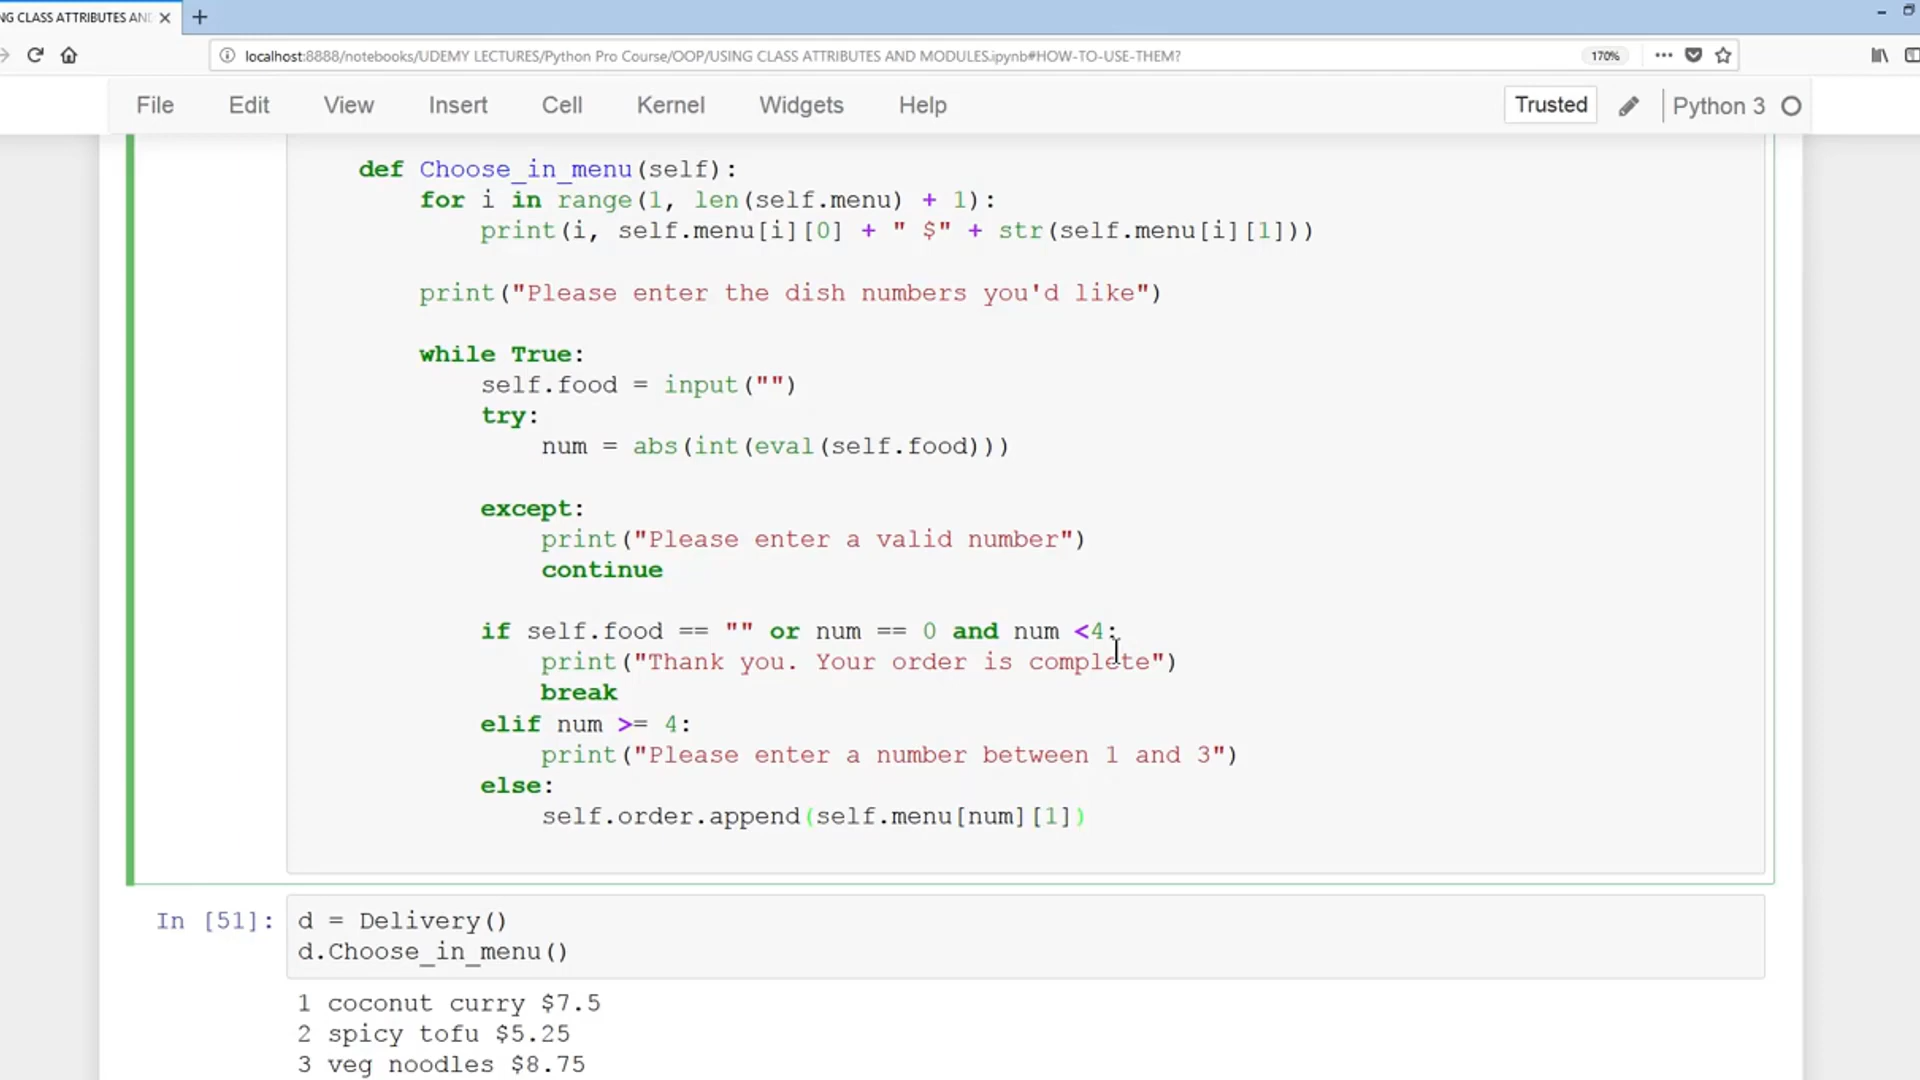 NG CLASS ATTRIBUTES AND
localhost:8888/notebooks/UDEMY LECTURES/Python Pro Course/OOP/USING CLASS ATTRIBUTES AND MODULES.ipynb#HOW-TO-USE-THEM?
170%
File Edit View Insert Cell Kernel Widgets Help Trusted Python 3
def Choose_in_menu(self):
for i in range(1, len(self.menu) + 1):
print(i, self.menu[i][0] + " $" + str(self.menu[i][1]))
print("Please enter the dish numbers you'd like")
while True:
self.food = input("")
try:
num = abs(int(eval(self.food)))
except:
print("Please enter a valid number")
continue
if self.food == "" or num == 0 and num <4:
print("Thank you. Your order is complete")
break
elif num >= 4:
print("Please enter a number between 1 and 3")
else:
self.order.append(self.menu[num][1])
In [51]: d = Delivery()
d.Choose_in_menu()
1 coconut curry $7.5
2 spicy tofu $5.25
3 veg noodles $8.75